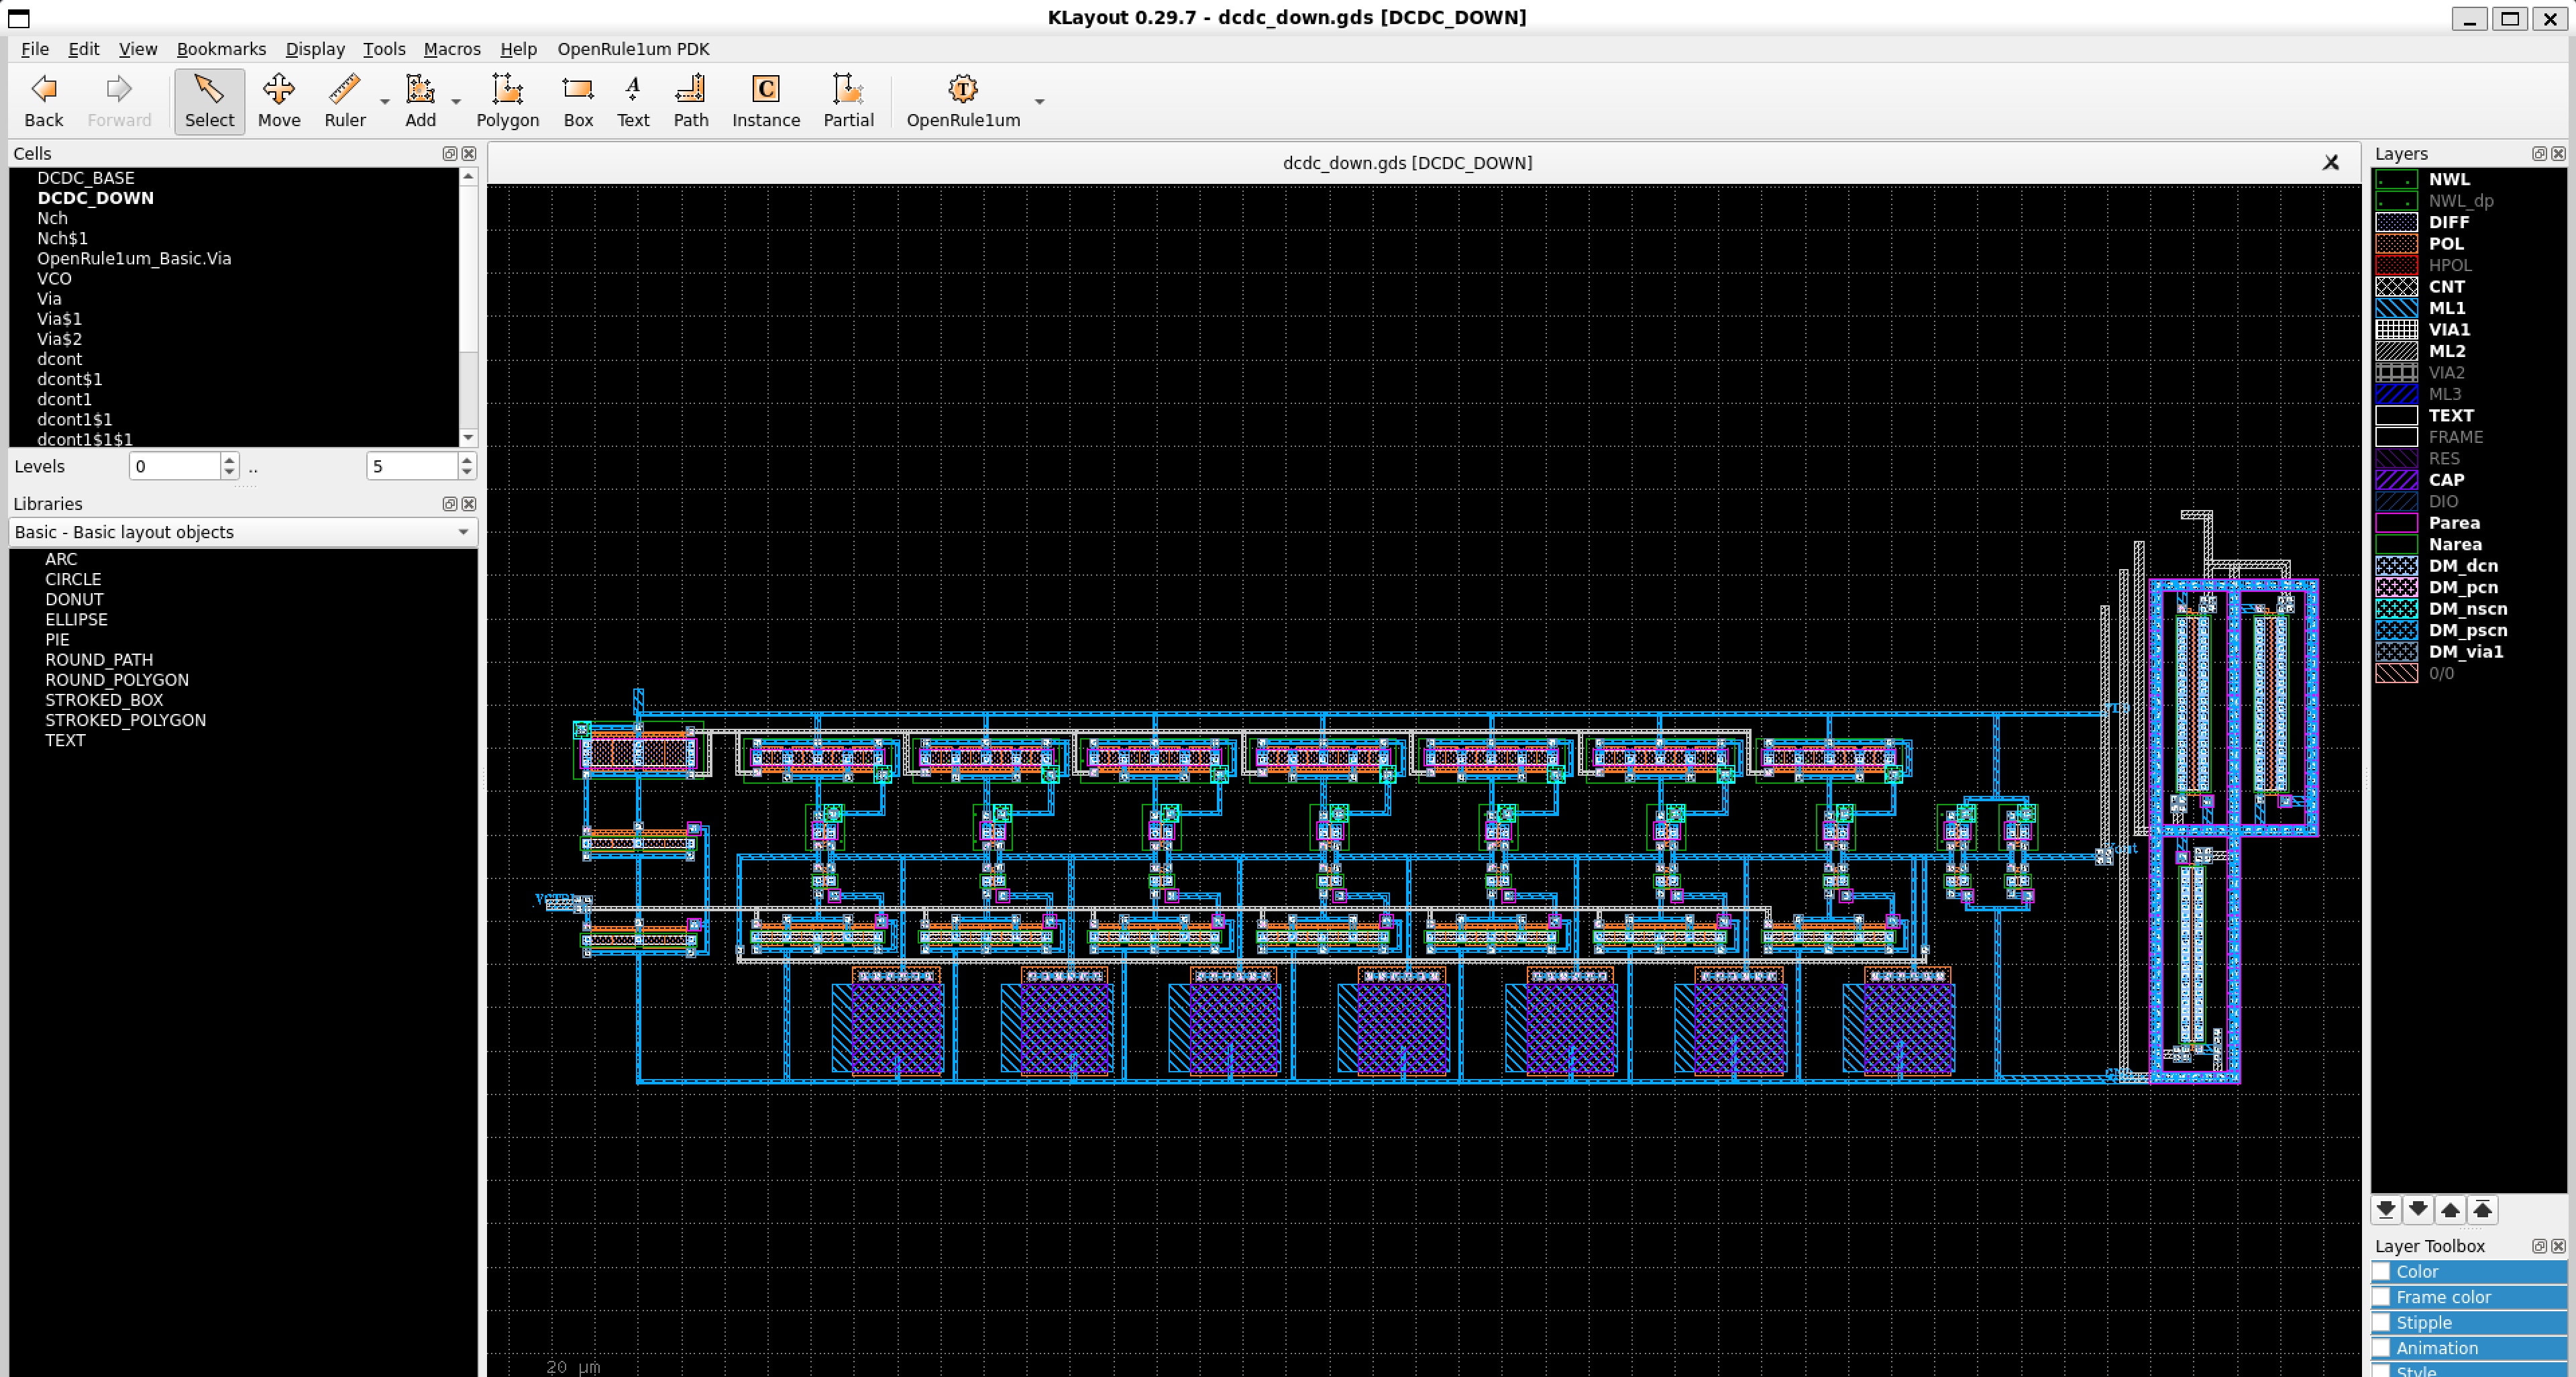 KLayout 0.29.7 - dcdc_down.gds [DCDC_DOWN]
File Edit View Bookmarks Display Tools Macros Help OpenRule1um PDK
Back Forward Select Move Ruler Add Polygon Box Text Path Instance Partial OpenRule1um
Cells
DCDC_BASE
DCDC_DOWN
Nch
Nch$1
OpenRule1um_Basic.Via
VCO
Via
Via$1
Via$2
dcont
dcont$1
dcont1
dcont1$1
dcont1$1$1
Levels 0 .. 5
Libraries
Basic - Basic layout objects
ARC
CIRCLE
DONUT
ELLIPSE
PIE
ROUND_PATH
ROUND_POLYGON
STROKED_BOX
STROKED_POLYGON
TEXT
dcdc_down.gds [DCDC_DOWN]
20 µm
Layers
NWL
NWL_dp
DIFF
POL
HPOL
CNT
ML1
VIA1
ML2
VIA2
ML3
TEXT
FRAME
RES
CAP
DIO
Parea
Narea
DM_dcn
DM_pcn
DM_nscn
DM_pscn
DM_via1
0/0
Layer Toolbox
Color
Frame color
Stipple
Animation
Style